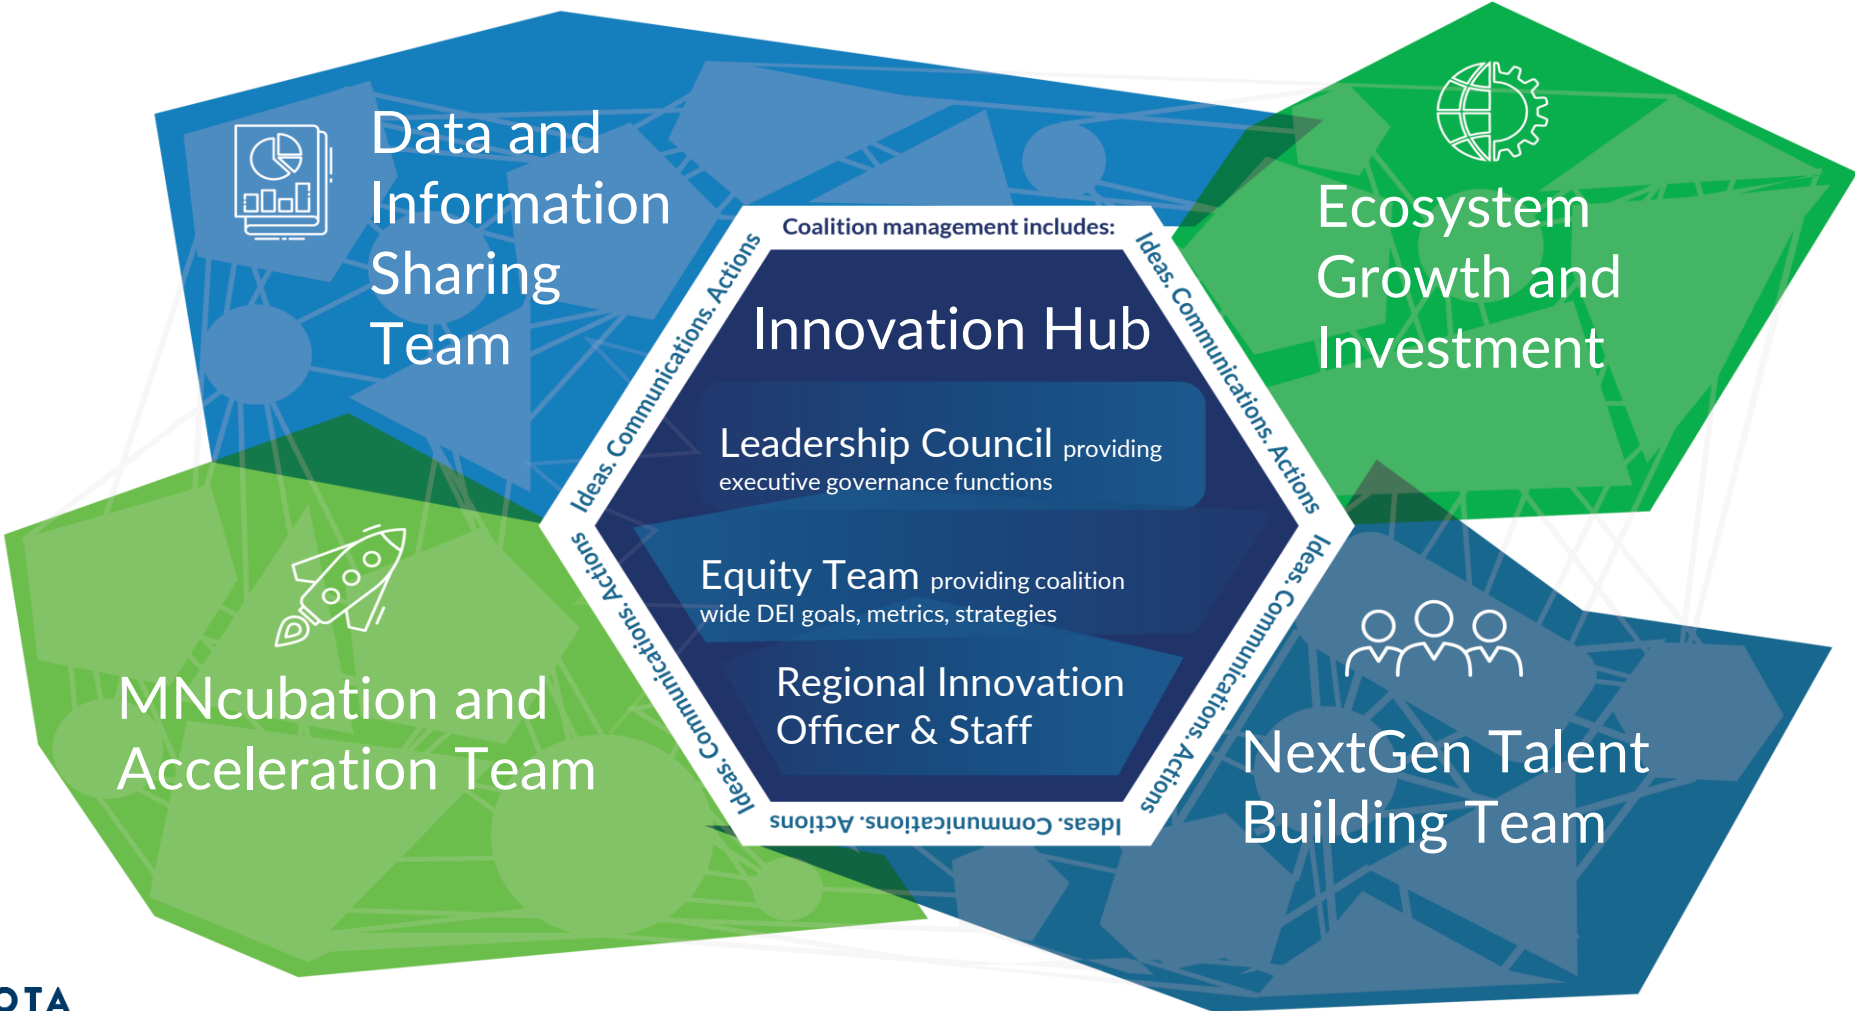 Data and
Information
Sharing
Team
Ecosystem
Growth and
Investment
Coalition management includes:
Ideas. Communications. Actions
Ideas. Communications. Actions
Innovation Hub
Leadership Council providing
executive governance functions
Equity Team providing coalition
wide DEI goals, metrics, strategies
Regional Innovation
Officer & Staff
Ideas. Communications. Actions
Ideas. Communications. Actions
Ideas. Communications. Actions
MNcubation and
Acceleration Team
NextGen Talent
Building Team
OTA